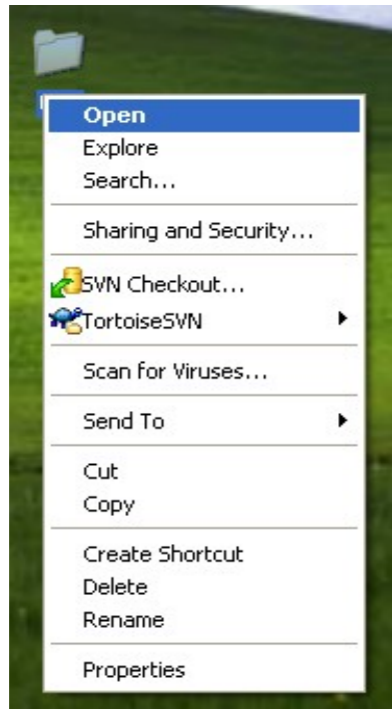 Open
Explore
Search...
Sharing and Security...
SVN Checkout...
TortoiseSVN
Scan for Viruses...
Send To
Cut
Copy
Create Shortcut
Delete
Rename
Properties